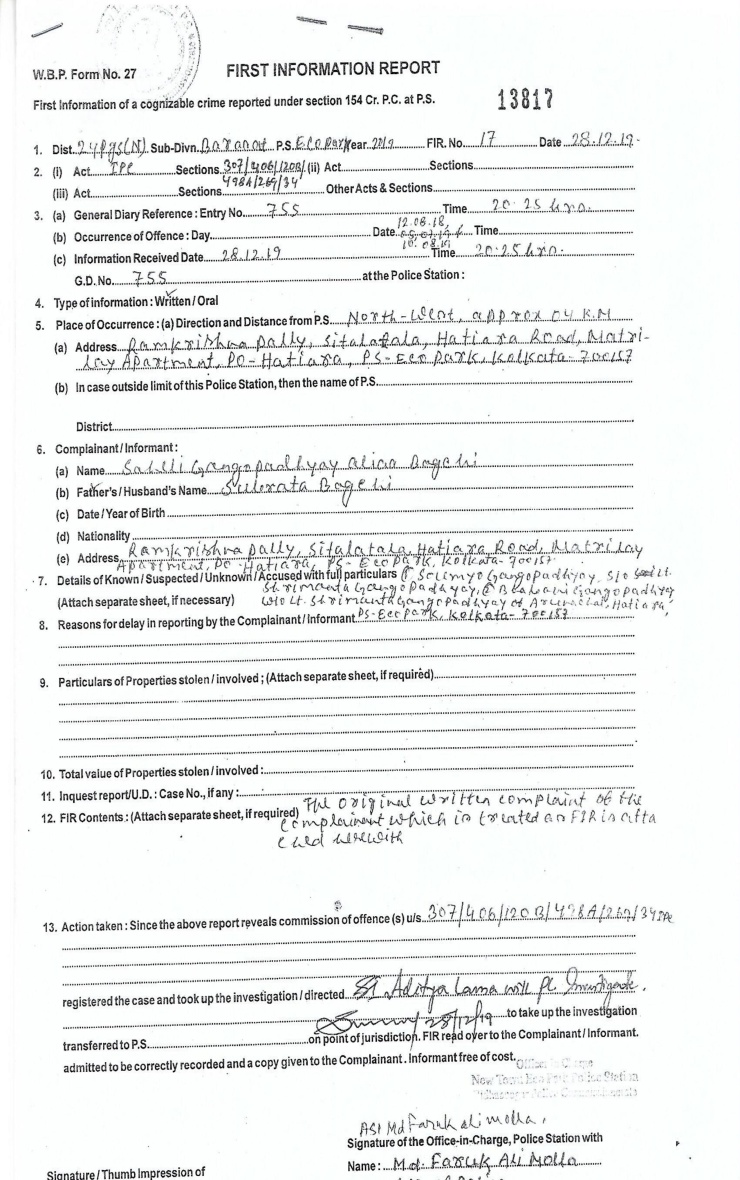 W.B.P. Form No. 27
FIRST INFORMATION REPORT
First Information of a cognizable crime reported under section 154 Cr. P.C. at P.S.
13817
1. Dist. 24 Pgs (N) Sub-Divn. Barasat P.S. Eco Park Year 2019 FIR. No. 17 Date 28.12.19.
2. (i) Act IPC Sections 307/406/120B/ (ii) Act Sections
498A/269/34
(iii) Act Sections Other Acts & Sections
3. (a) General Diary Reference : Entry No. 755 Time 20.25 hrs.
12.08.18,
(b) Occurrence of Offence : Day Date Time
10.08.19
(c) Information Received Date 28.12.19 Time 20.25 hrs.
G.D. No. 755 at the Police Station :
4. Type of information : Written / Oral
5. Place of Occurrence : (a) Direction and Distance from P.S. North-West, approx 04 K.M
(a) Address Ramkrishna Pally, Sitalatala, Hatiara Road, Matri-
lay Apartment, PO-Hatiara, PS-Eco Park, Kolkata-700157
(b) In case outside limit of this Police Station, then the name of P.S.
District
6. Complainant / Informant :
(a) Name Gangopadhyay alias Bagchi
(b) Father's / Husband's Name Subrata Bagchi
(c) Date / Year of Birth
(d) Nationality
(e) Address Ramkrishna Pally, Sitalatala, Hatiara Road, Matrilay
Apartment, PO-Hatiara, PS-Eco Park, Kolkata-700157
7. Details of Known / Suspected / Unknown / Accused with full particulars Soumyo Gangopadhyay, S/o Lt.
Shrimanta Gangopadhyay, Gangopadhyay
(Attach separate sheet, if necessary) W/o Lt. Shrimanta Gangopadhyay of Hatiara,
8. Reasons for delay in reporting by the Complainant / Informant PS-Eco Park, Kolkata-700157
9. Particulars of Properties stolen / involved ; (Attach separate sheet, if required)
10. Total value of Properties stolen / involved :
11. Inquest report/U.D. : Case No., if any :
12. FIR Contents : (Attach separate sheet, if required) The original written complaint of the
complainant which is treated as FIR is atta
ched herewith
13. Action taken : Since the above report reveals commission of offence (s) u/s. 307/406/120B/498A/269/34 IPC
registered the case and took up the investigation / directed SI Aditya Lama will Pl Investigate.
28/12/19 to take up the investigation
transferred to P.S. on point of jurisdiction. FIR read over to the Complainant / Informant.
admitted to be correctly recorded and a copy given to the Complainant. Informant free of cost.
Officer in Charge
New Town Eco Park Police Station
ASI Md Faruk ali molla.
Signature of the Office-in-Charge, Police Station with
Name : Md. Faruk Ali Molla
Signature / Thumb Impression of